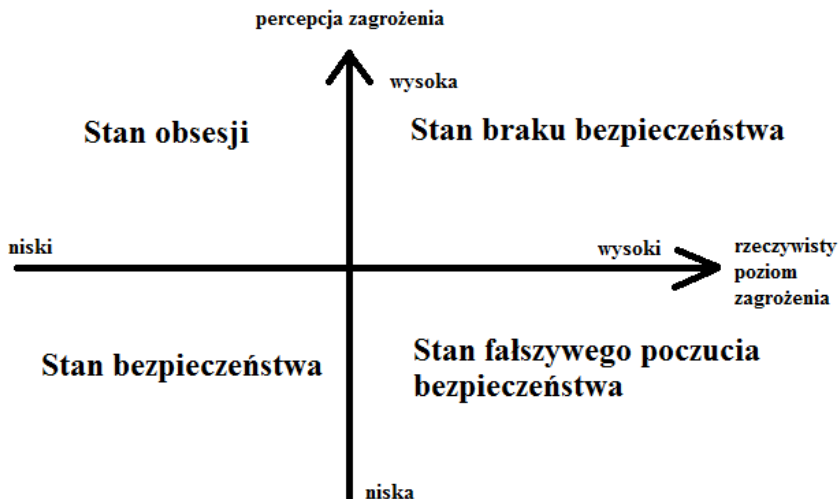 percepcja zagrożenia
wysoka
Stan obsesji
Stan braku bezpieczeństwa
niski
wysoki
rzeczywisty
poziom
zagrożenia
Stan bezpieczeństwa
Stan fałszywego poczucia
bezpieczeństwa
niska